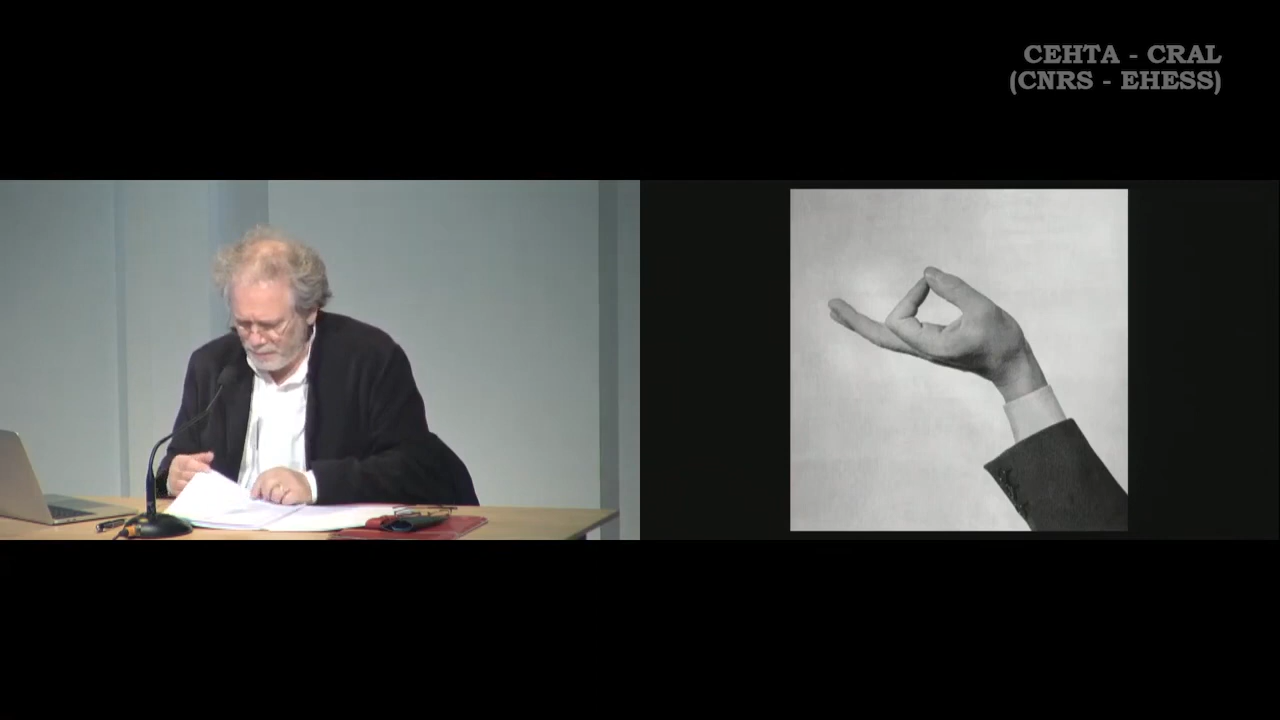 CEHTA - CRAL
(CNRS - EHESS)